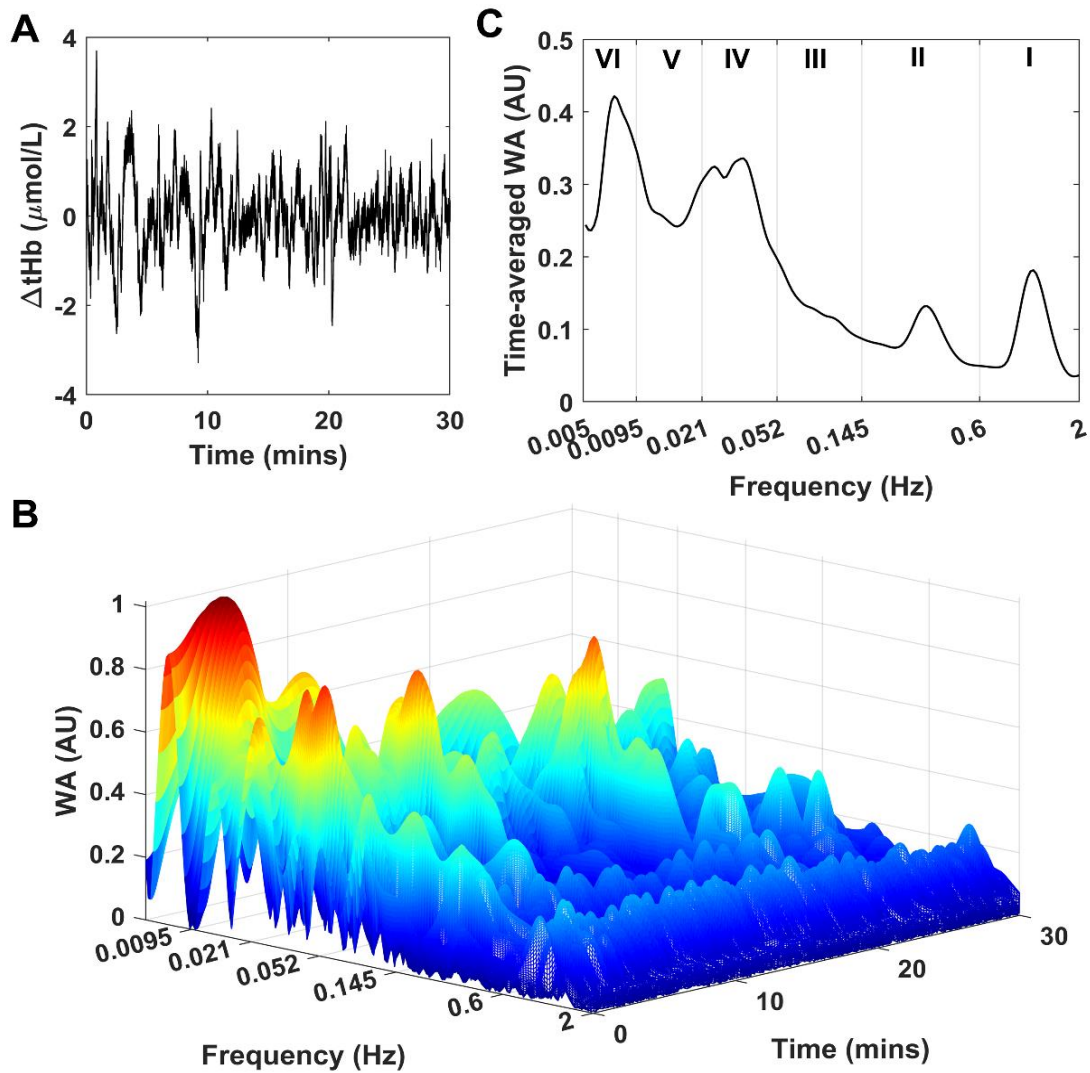 A
4
2
0
-2
-4
ΔtHb (μmol/L)
0 10 20 30
Time (mins)
C
0.5
0.4
0.3
0.2
0.1
0
Time-averaged WA (AU)
VI V IV III II I
0.005 0.0095 0.021 0.052 0.145 0.6 2
Frequency (Hz)
B
1
0.8
0.6
0.4
0.2
0
WA (AU)
0.0095 0.021 0.052 0.145 0.6 2
Frequency (Hz)
0 10 20 30
Time (mins)